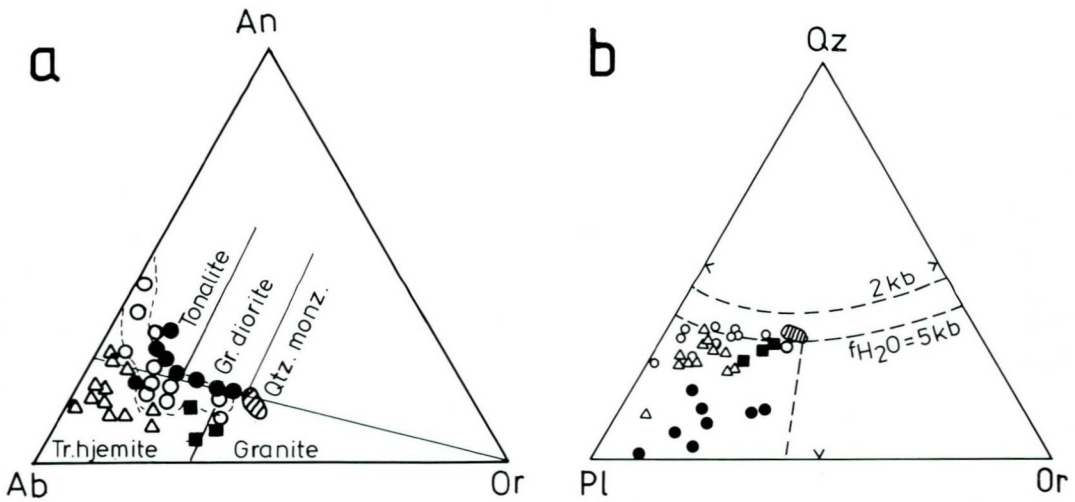 a
An
Tonalite
Gr. diorite
Qtz. monz.
Tr.hjemite
Granite
Ab
Or
b
Qz
2kb
fH2O=5kb
Pl
Or